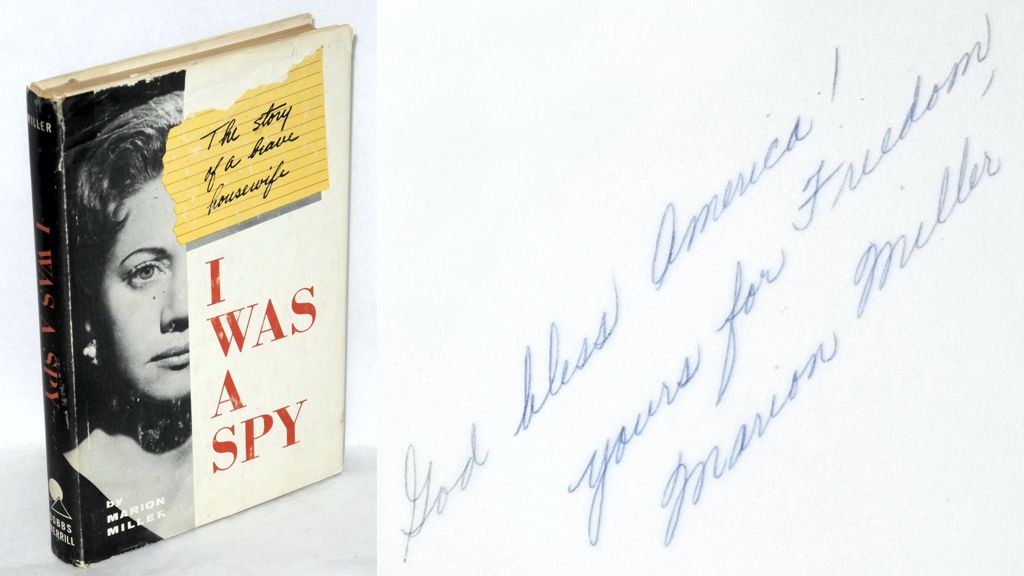 MILLER
I WAS A SPY
BOBBS
MERRILL
The story
of a brave
housewife
I
WAS
A
SPY
by
MARION
MILLER
God bless America!
yours for Freedom,
Marion Miller